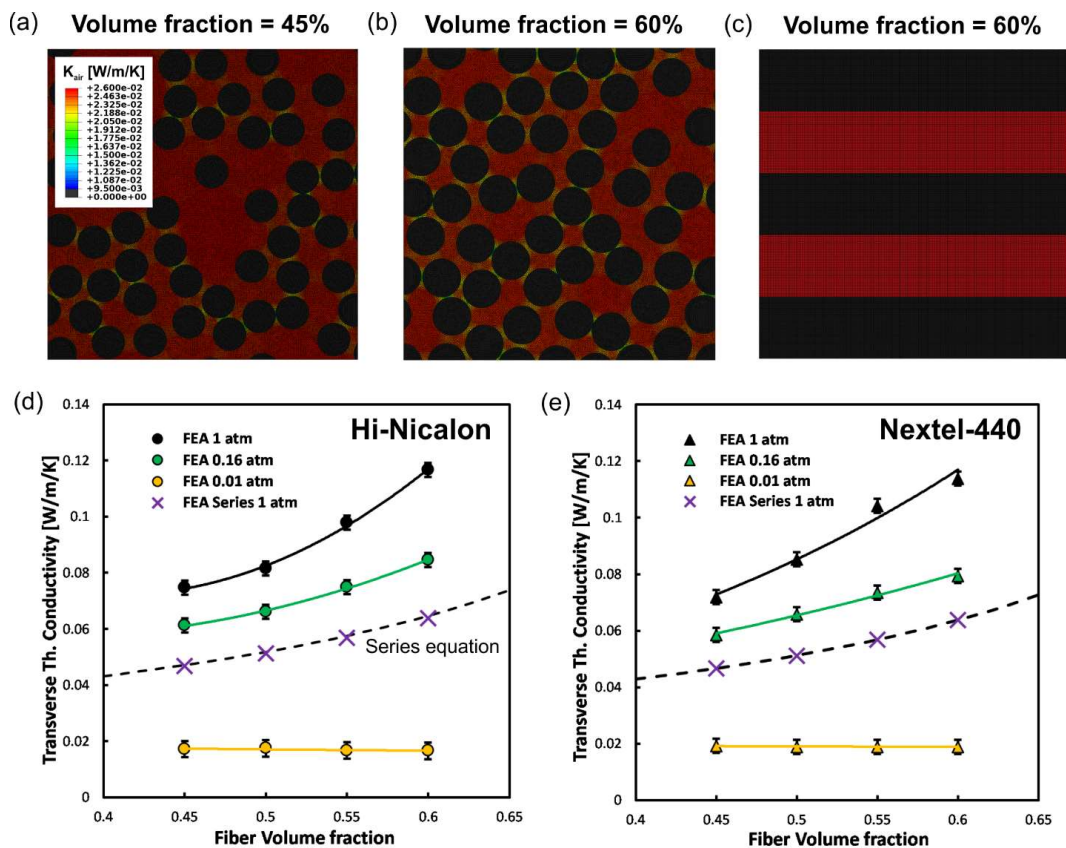 (a) Volume fraction = 45%
(b) Volume fraction = 60%
(c) Volume fraction = 60%
Kair [W/m/K]
+2.600e-02
+2.463e-02
+2.325e-02
+2.188e-02
+2.050e-02
+1.912e-02
+1.775e-02
+1.637e-02
+1.500e-02
+1.362e-02
+1.225e-02
+1.087e-02
+9.500e-03
+0.000e+00
(d)
Hi-Nicalon
FEA 1 atm
FEA 0.16 atm
FEA 0.01 atm
FEA Series 1 atm
Series equation
Transverse Th. Conductivity [W/m/K]
0.14
0.12
0.1
0.08
0.06
0.04
0.02
0
0.4 0.45 0.5 0.55 0.6 0.65
Fiber Volume fraction
(e)
Nextel-440
FEA 1 atm
FEA 0.16 atm
FEA 0.01 atm
FEA Series 1 atm
Transverse Th. Conductivity [W/m/K]
0.14
0.12
0.1
0.08
0.06
0.04
0.02
0
0.4 0.45 0.5 0.55 0.6 0.65
Fiber Volume fraction